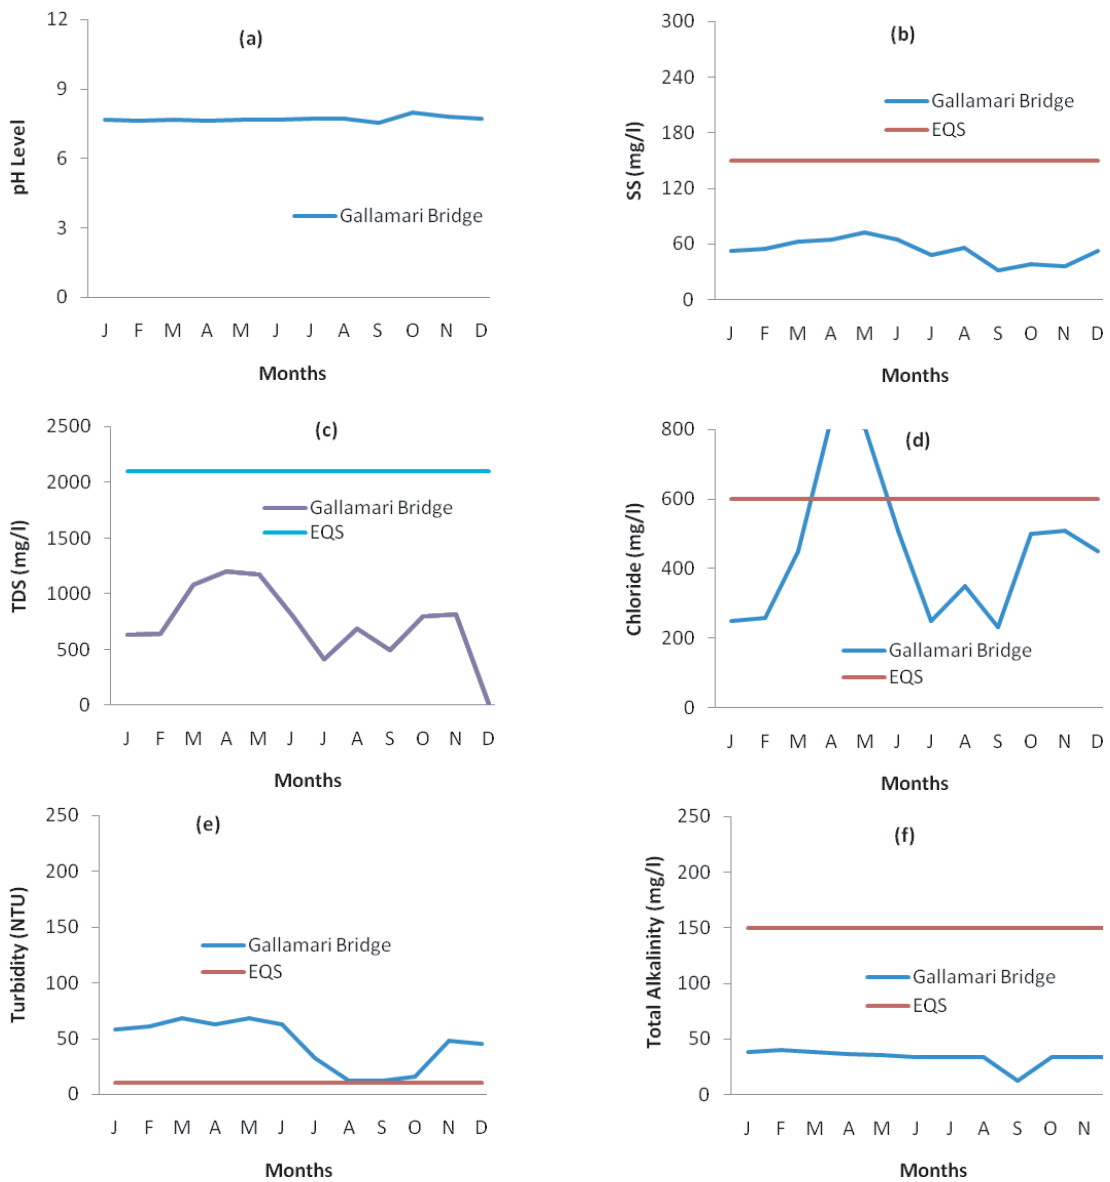 (a)
12
9
6
3
0
pH Level
Gallamari Bridge
J F M A M J J A S O N D
Months
(b)
300
240
180
120
60
0
SS (mg/l)
Gallamari Bridge
EQS
J F M A M J J A S O N D
Months
(c)
2500
2000
1500
1000
500
0
TDS (mg/l)
Gallamari Bridge
EQS
J F M A M J J A S O N D
Months
(d)
800
600
400
200
0
Chloride (mg/l)
Gallamari Bridge
EQS
J F M A M J J A S O N D
Months
(e)
250
200
150
100
50
0
Turbidity (NTU)
Gallamari Bridge
EQS
J F M A M J J A S O N D
Months
(f)
250
200
150
100
50
0
Total Alkalinity (mg/l)
Gallamari Bridge
EQS
J F M A M J J A S O N
Months